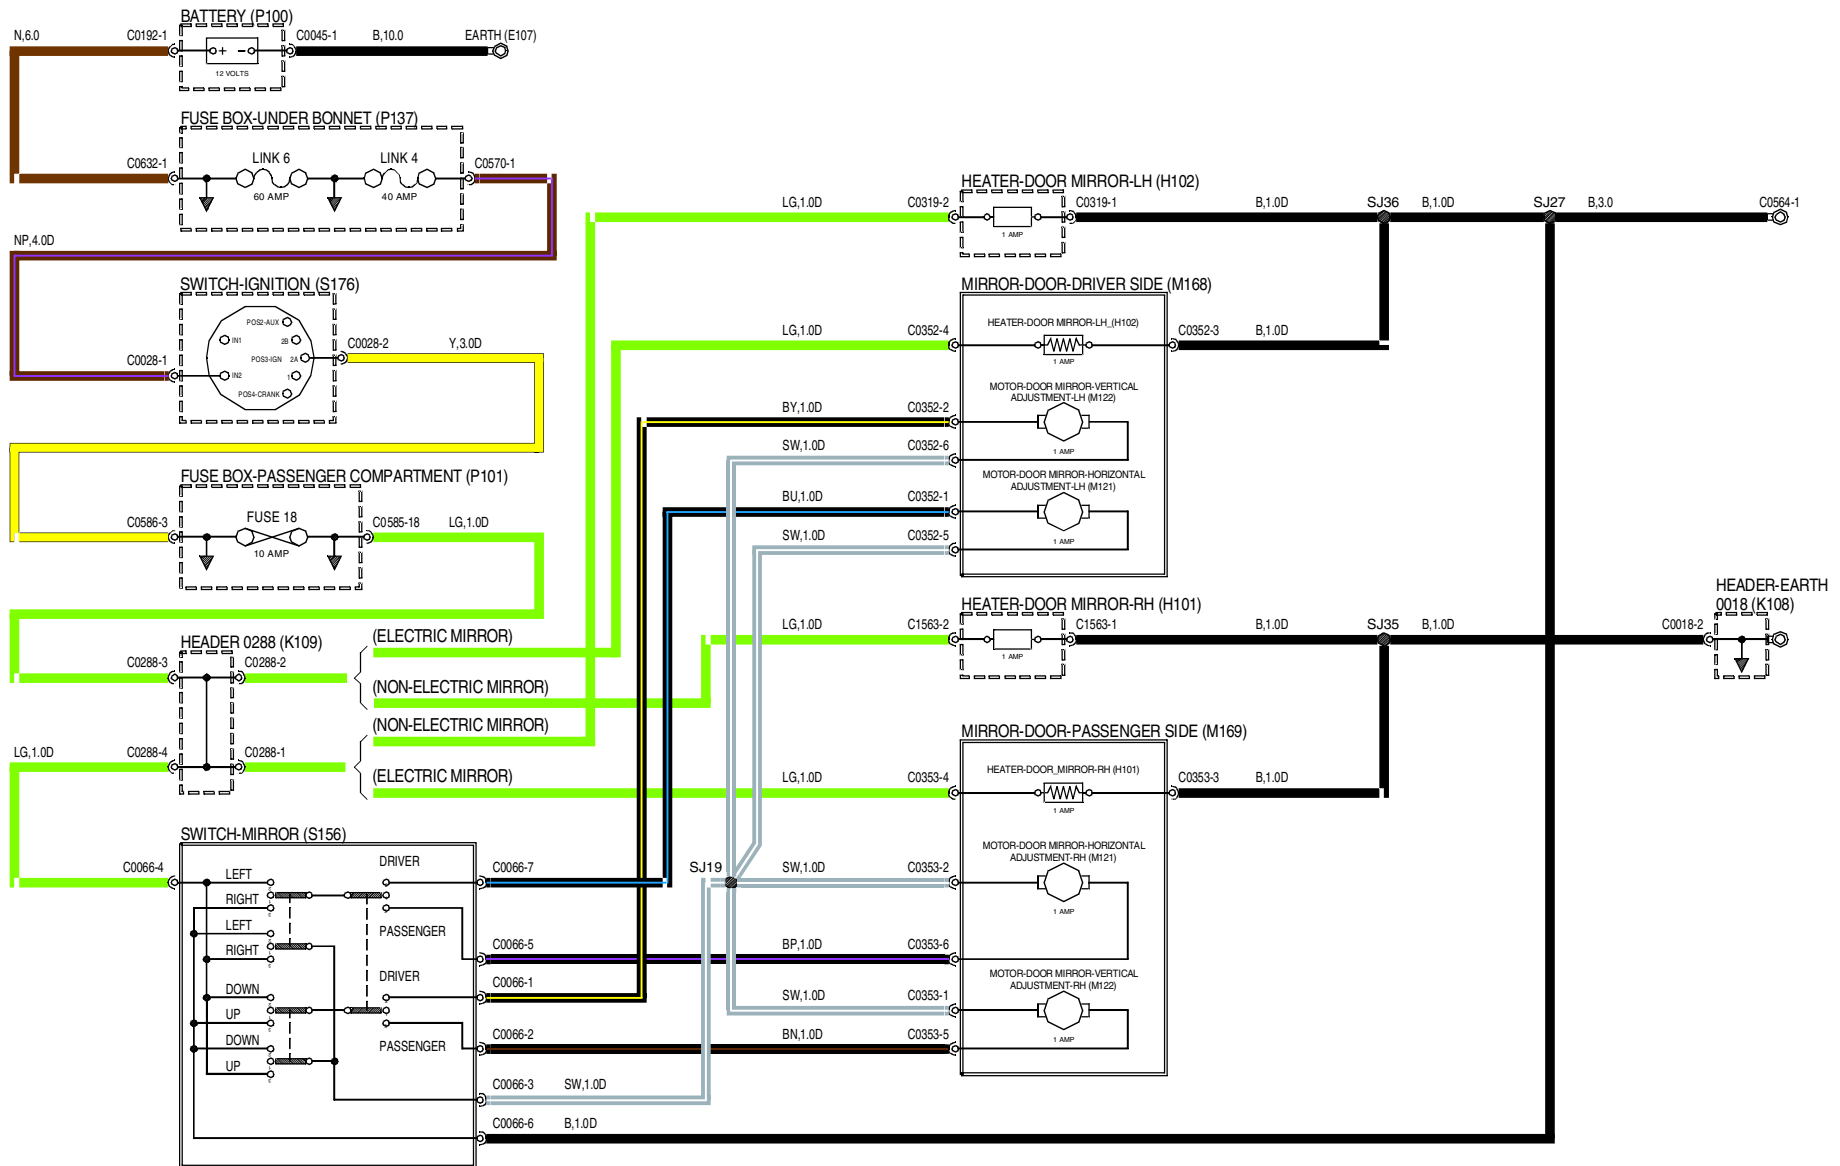 BATTERY (P100)
N,6.0
C0192-1
C0045-1
B,10.0
EARTH (E107)
+ -
12 VOLTS
FUSE BOX-UNDER BONNET (P137)
C0632-1
LINK 6
LINK 4
C0570-1
60 AMP
40 AMP
NP,4.0D
SWITCH-IGNITION (S176)
POS2-AUX
IN1
2B
POS3-IGN
2A
IN2
1
POS4-CRANK
C0028-1
C0028-2
Y,3.0D
FUSE BOX-PASSENGER COMPARTMENT (P101)
C0586-3
FUSE 18
C0585-18
LG,1.0D
10 AMP
HEADER 0288 (K109)
C0288-3
C0288-2
(ELECTRIC MIRROR)
(NON-ELECTRIC MIRROR)
(NON-ELECTRIC MIRROR)
LG,1.0D
C0288-4
C0288-1
(ELECTRIC MIRROR)
SWITCH-MIRROR (S156)
C0066-4
LEFT
RIGHT
LEFT
RIGHT
DOWN
UP
DOWN
UP
DRIVER
PASSENGER
DRIVER
PASSENGER
C0066-7
C0066-5
C0066-1
C0066-2
C0066-3
SW,1.0D
C0066-6
B,1.0D
SJ19
HEATER-DOOR MIRROR-LH (H102)
LG,1.0D
C0319-2
1 AMP
C0319-1
B,1.0D
SJ36
B,1.0D
SJ27
B,3.0
C0564-1
MIRROR-DOOR-DRIVER SIDE (M168)
HEATER-DOOR MIRROR-LH_(H102)
LG,1.0D
C0352-4
1 AMP
C0352-3
B,1.0D
MOTOR-DOOR MIRROR-VERTICAL
ADJUSTMENT-LH (M122)
BY,1.0D
C0352-2
SW,1.0D
C0352-6
1 AMP
MOTOR-DOOR MIRROR-HORIZONTAL
ADJUSTMENT-LH (M121)
BU,1.0D
C0352-1
SW,1.0D
C0352-5
1 AMP
HEATER-DOOR MIRROR-RH (H101)
LG,1.0D
C1563-2
1 AMP
C1563-1
B,1.0D
SJ35
B,1.0D
C0018-2
HEADER-EARTH
0018 (K108)
MIRROR-DOOR-PASSENGER SIDE (M169)
HEATER-DOOR_MIRROR-RH (H101)
LG,1.0D
C0353-4
1 AMP
C0353-3
B,1.0D
MOTOR-DOOR MIRROR-HORIZONTAL
ADJUSTMENT-RH (M121)
SW,1.0D
C0353-2
1 AMP
BP,1.0D
C0353-6
MOTOR-DOOR MIRROR-VERTICAL
ADJUSTMENT-RH (M122)
SW,1.0D
C0353-1
BN,1.0D
C0353-5
1 AMP